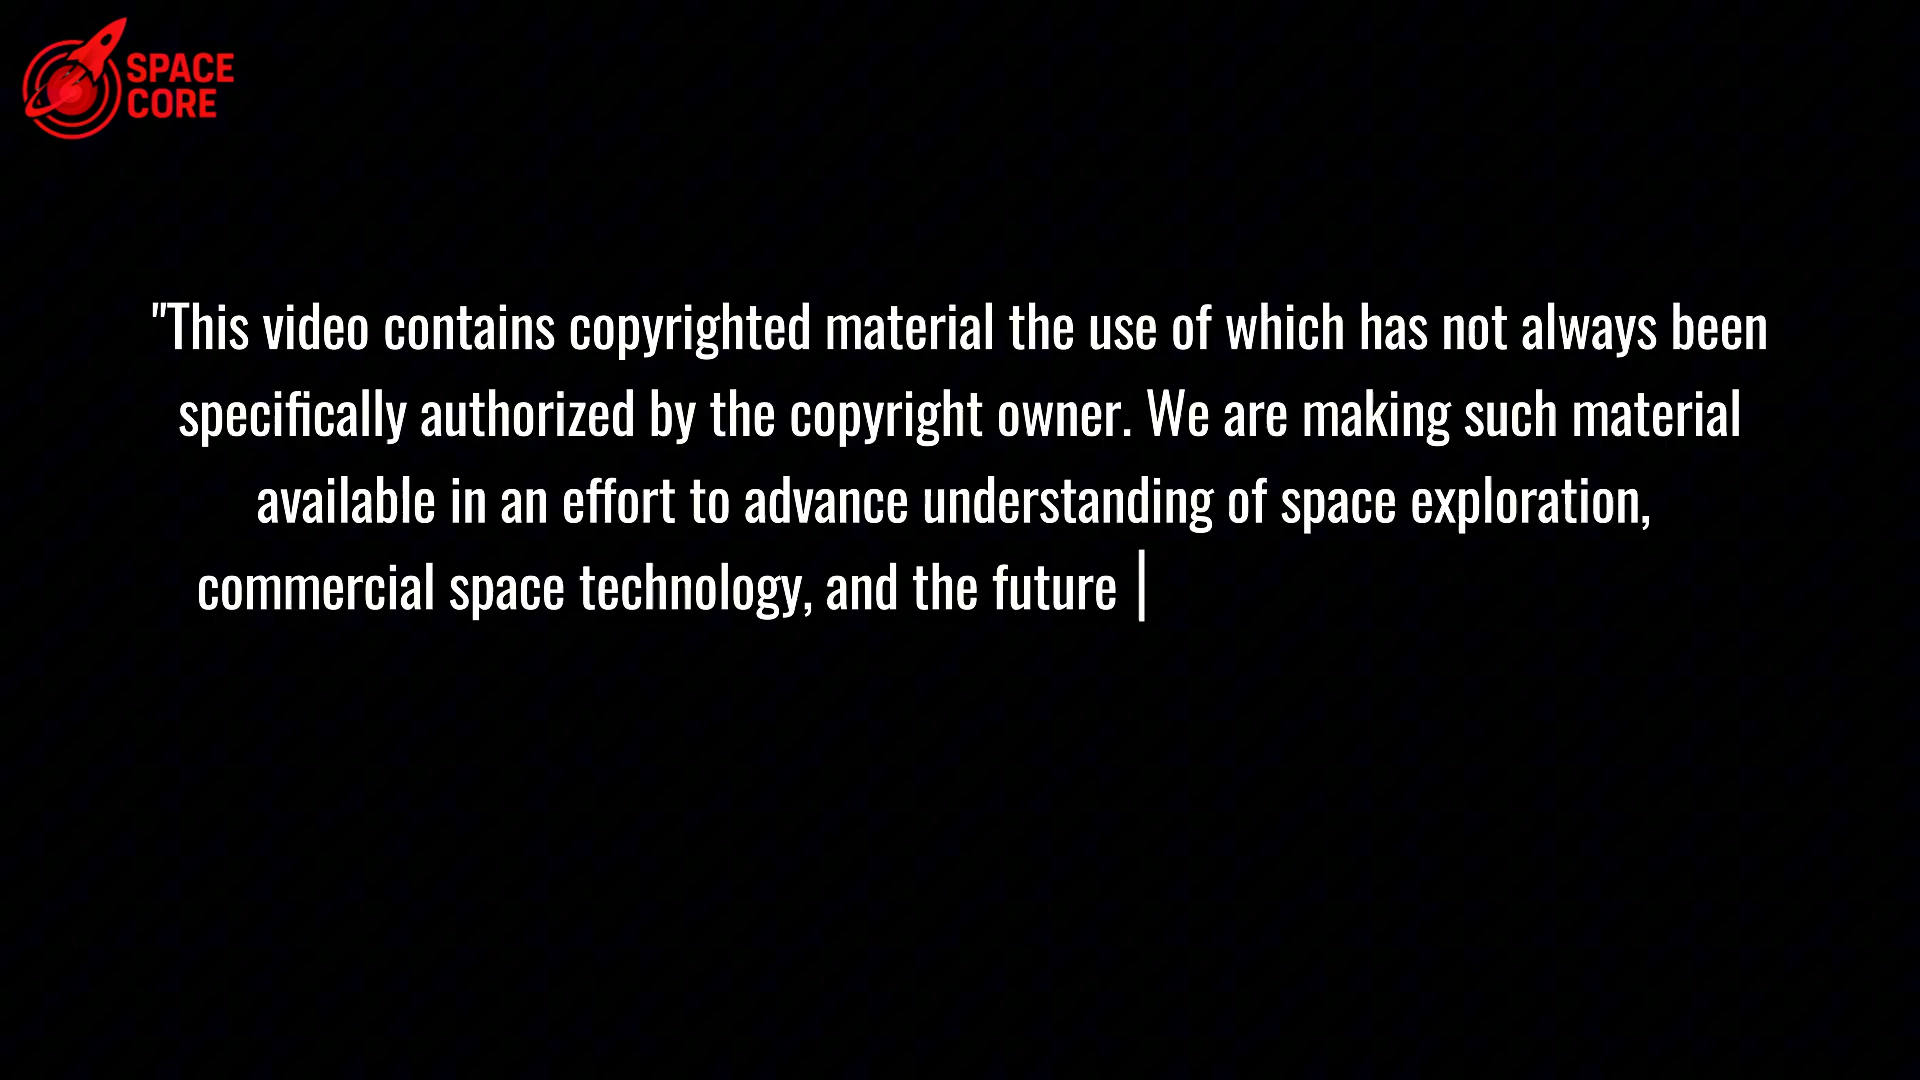 SPACE
CORE
"This video contains copyrighted material the use of which has not always been
specifically authorized by the copyright owner. We are making such material
available in an effort to advance understanding of space exploration,
commercial space technology, and the future